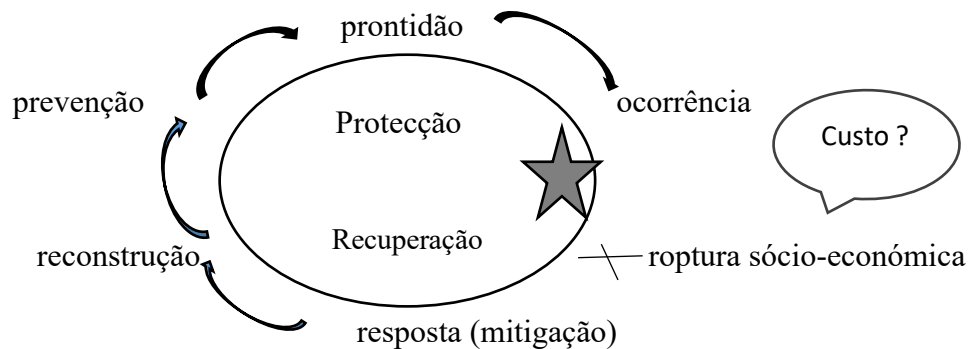 prontidão
prevenção
ocorrência
Protecção
Custo ?
Recuperação
reconstrução
roptura sócio-económica
resposta (mitigação)